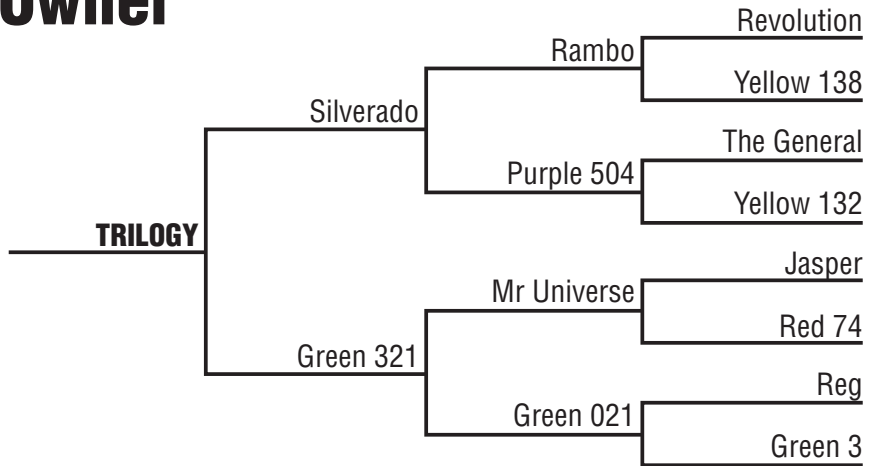 Owner
Revolution
Rambo
Yellow 138
Silverado
The General
Purple 504
Yellow 132
TRILOGY
Jasper
Mr Universe
Red 74
Green 321
Reg
Green 021
Green 3